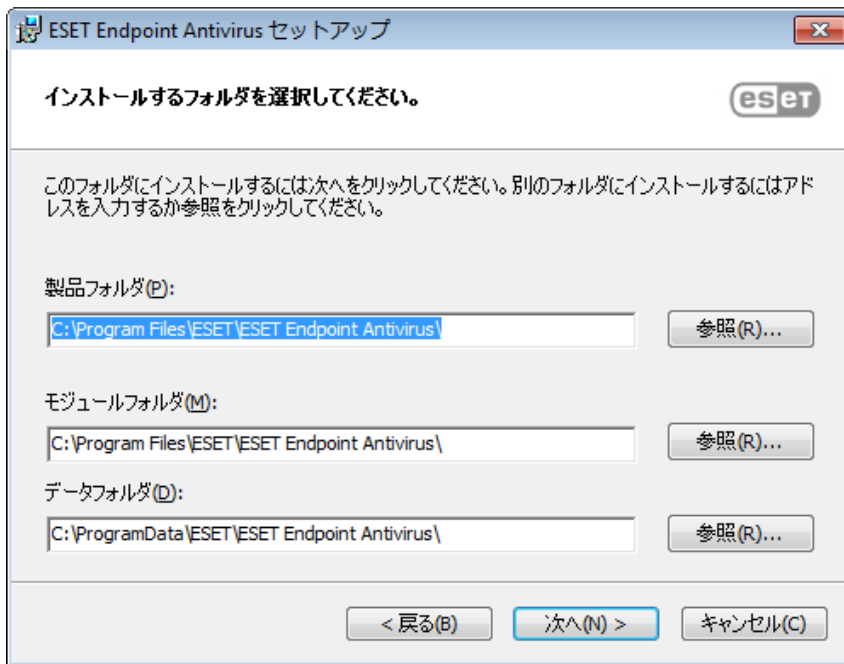 ESET Endpoint Antivirus セットアップ
インストールするフォルダを選択してください。
eseT
このフォルダにインストールするには次へをクリックしてください。別のフォルダにインストールするにはアド
レスを入力するか参照をクリックしてください。
製品フォルダ(P):
C:\Program Files\ESET\ESET Endpoint Antivirus\
参照(R)...
モジュールフォルダ(M):
C:\Program Files\ESET\ESET Endpoint Antivirus\
参照(R)...
データフォルダ(D):
C:\ProgramData\ESET\ESET Endpoint Antivirus\
参照(R)...
< 戻る(B)
次へ(N) >
キャンセル(C)